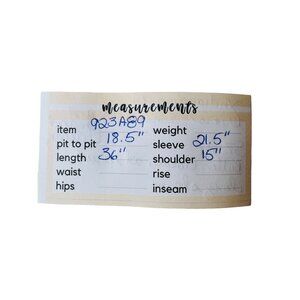 measurements
item 923A89 weight
pit to pit 18.5" sleeve 21.5"
length 36" shoulder 15"
waist rise
hips inseam